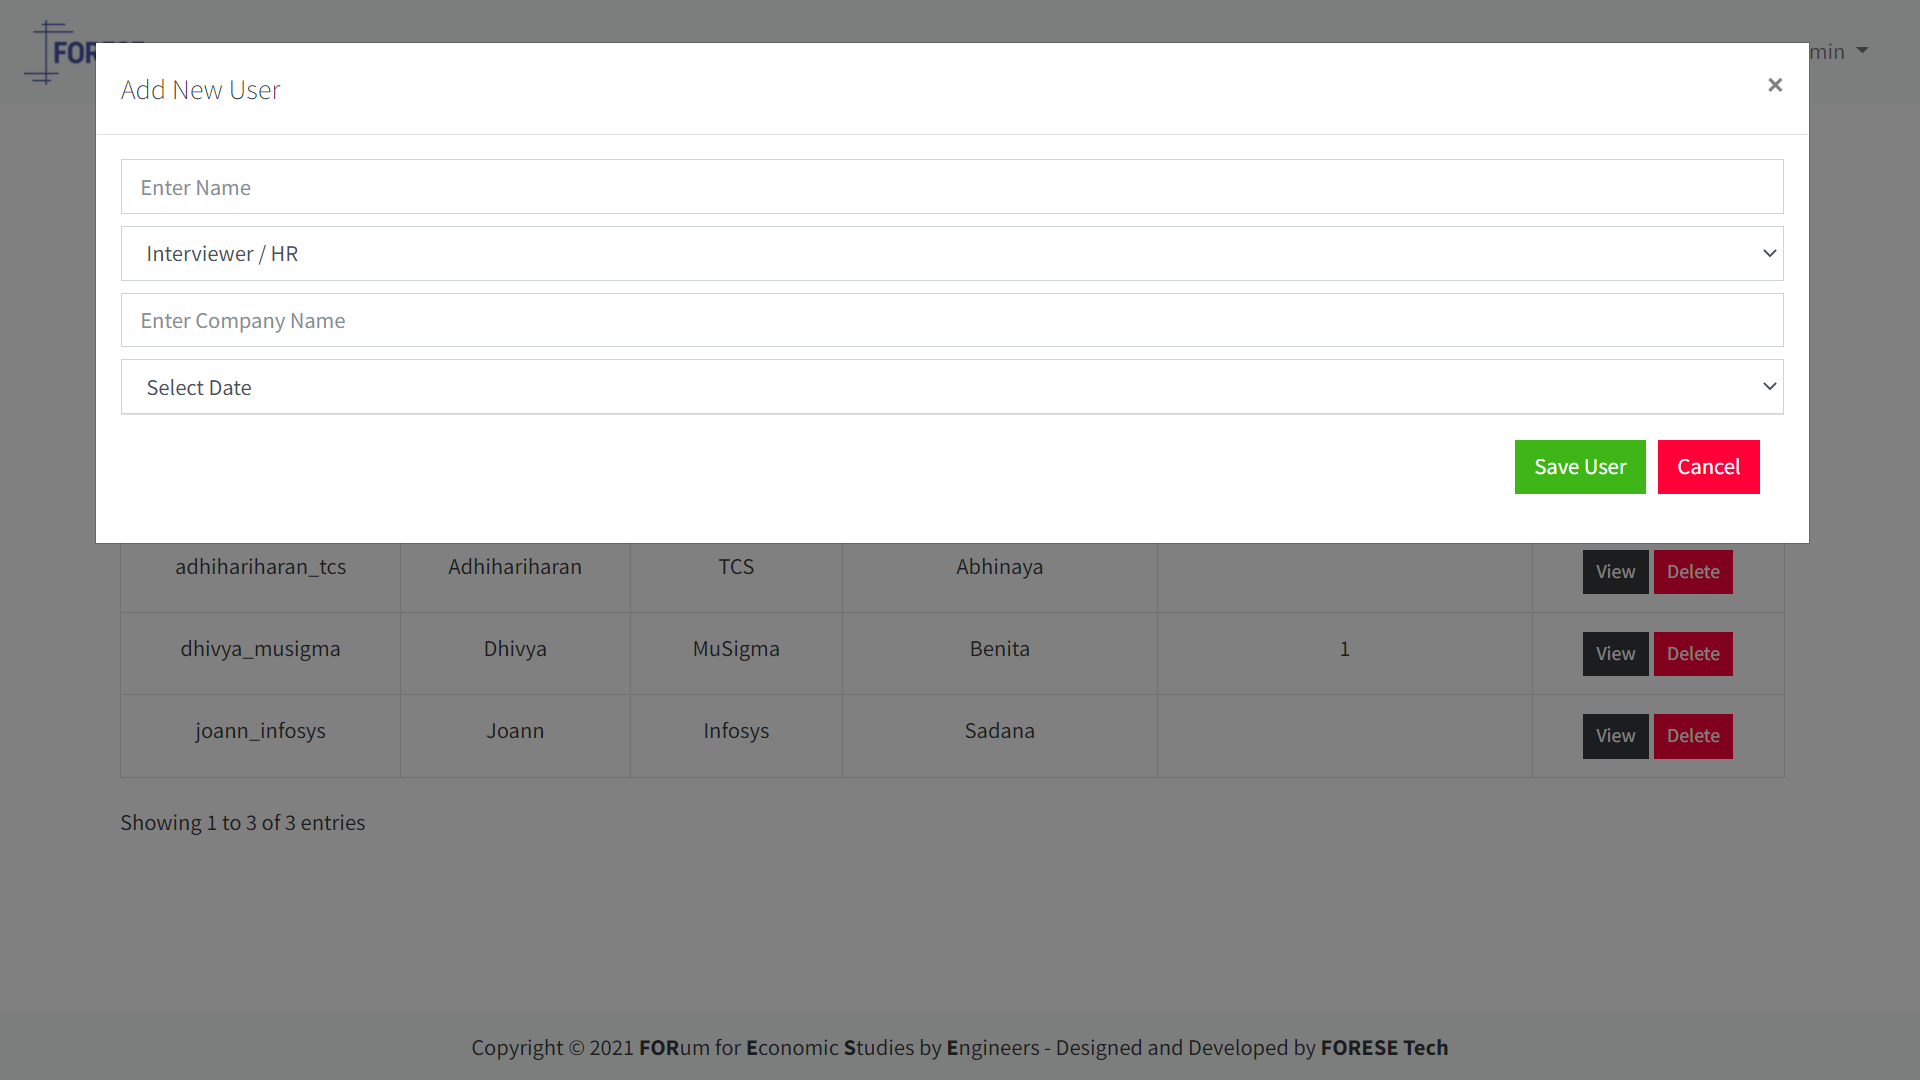 FOR
min
Add New User
×
Enter Name
Interviewer / HR
Enter Company Name
Select Date
Save User Cancel
adhihariharan_tcs Adhihariharan TCS Abhinaya View Delete
dhivya_musigma Dhivya MuSigma Benita 1 View Delete
joann_infosys Joann Infosys Sadana View Delete
Showing 1 to 3 of 3 entries
Copyright © 2021 FORum for Economic Studies by Engineers - Designed and Developed by FORESE Tech